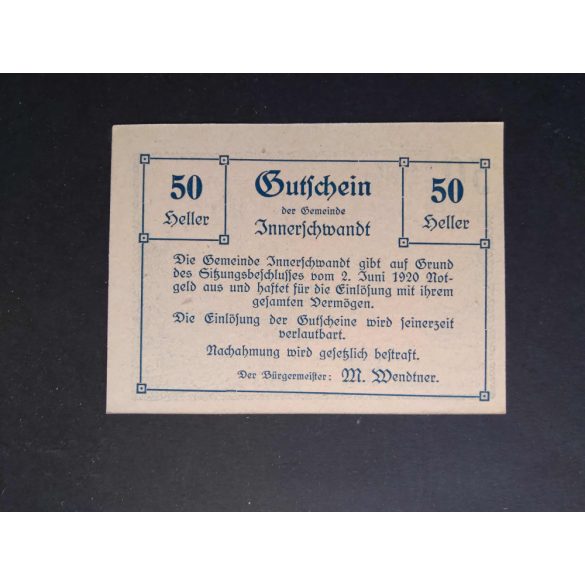 50 Gutschein 50
Heller der Gemeinde Heller
Innerschwandt
Die Gemeinde Innerschwandt gibt auf Grund
des Sitzungsbeschlusses vom 2. Juni 1920 Not-
geld aus und haftet für die Einlösung mit ihrem
gesamten Vermögen.
Die Einlösung der Gutscheine wird seinerzeit
verlautbart.
Nachahmung wird gesetzlich bestraft.
Der Bürgermeister: M. Wendtner.